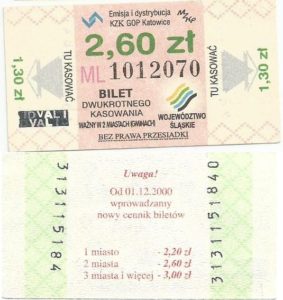 Emisja i dystrybucja
KZK GOP Katowice
2,60 zł
ML 1012070
TU KASOWAĆ
1,30 zł
TU KASOWAĆ
1,30 zł
BILET
DWUKROTNEGO
KASOWANIA
WAŻNY W 2 MIASTACH (GMINACH)
BEZ PRAWA PRZESIADKI
WOJEWÓDZTWO
ŚLĄSKIE
Uwaga!
Od 01.12.2000
wprowadzamy
nowy cennik biletów
1 miasto - 2,20 zł
2 miasta - 2,60 zł
3 miasta i więcej - 3,00 zł
3131115184
31311151840